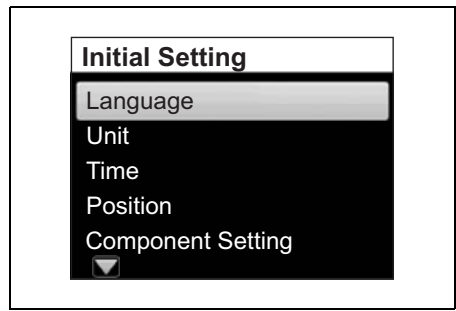 Initial Setting
Language
Unit
Time
Position
Component Setting